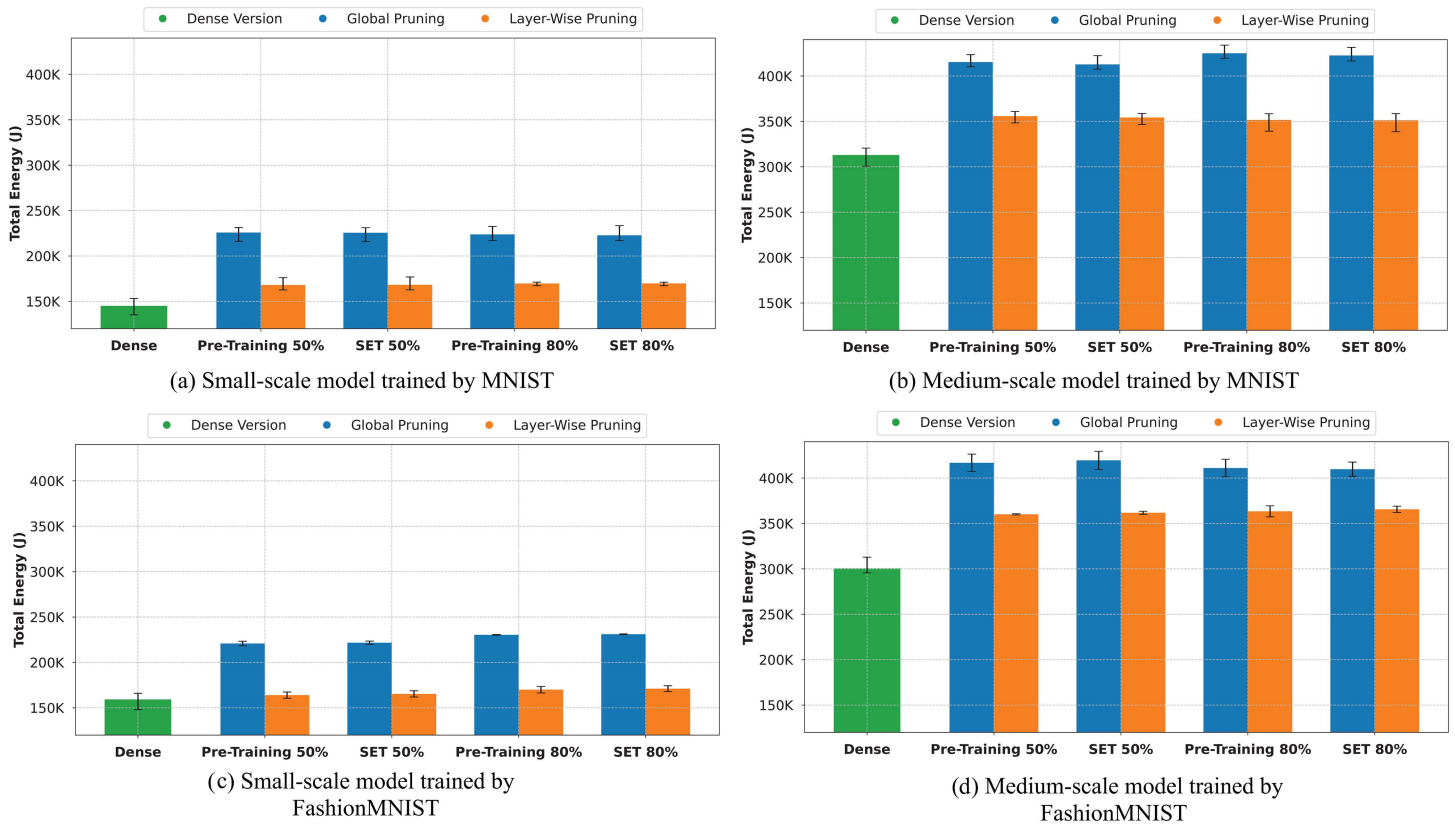 Dense Version Global Pruning Layer-Wise Pruning
Total Energy (J)
400K
350K
300K
250K
200K
150K
Dense Pre-Training 50% SET 50% Pre-Training 80% SET 80%
(a) Small-scale model trained by MNIST
Dense Version Global Pruning Layer-Wise Pruning
Total Energy (J)
400K
350K
300K
250K
200K
150K
Dense Pre-Training 50% SET 50% Pre-Training 80% SET 80%
(b) Medium-scale model trained by MNIST
Dense Version Global Pruning Layer-Wise Pruning
Total Energy (J)
400K
350K
300K
250K
200K
150K
Dense Pre-Training 50% SET 50% Pre-Training 80% SET 80%
(c) Small-scale model trained by
FashionMNIST
Dense Version Global Pruning Layer-Wise Pruning
Total Energy (J)
400K
350K
300K
250K
200K
150K
Dense Pre-Training 50% SET 50% Pre-Training 80% SET 80%
(d) Medium-scale model trained by
FashionMNIST